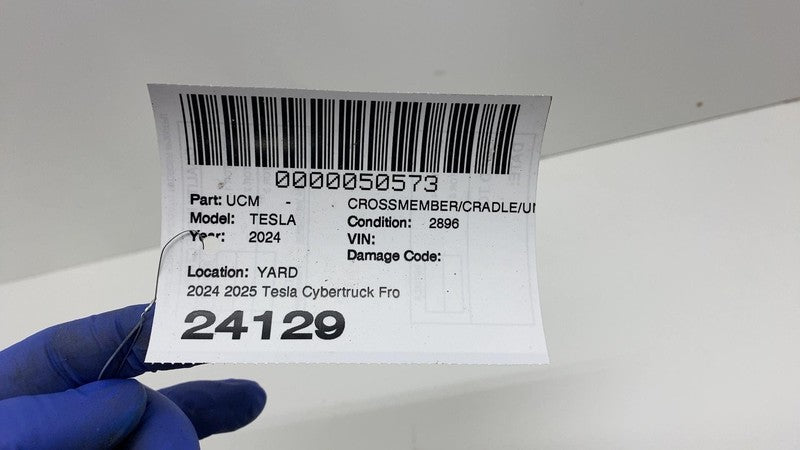 0000050573
Part: UCM - CROSSMEMBER/CRADLE/U
Model: TESLA Condition: 2896
Year: 2024 VIN:
Damage Code:
Location: YARD
2024 2025 Tesla Cybertruck Fro
24129